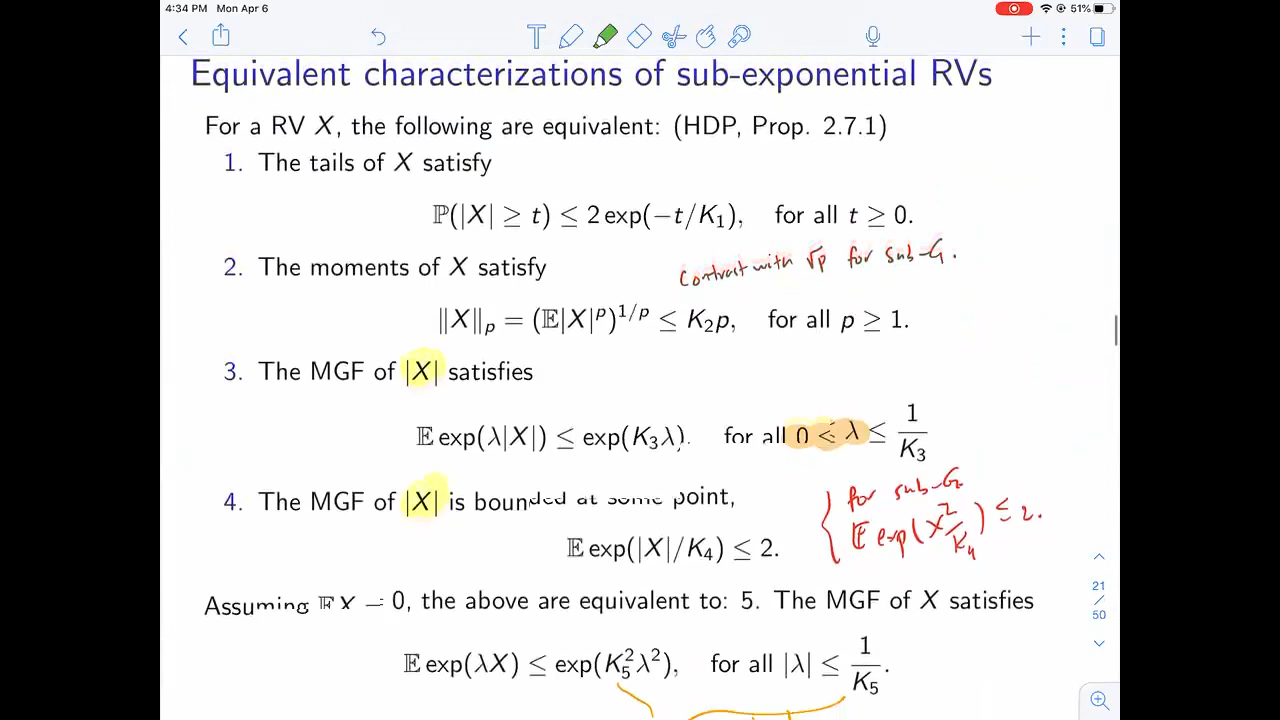 4:34 PM Mon Apr 6 51%
Equivalent characterizations of sub-exponential RVs
For a RV X, the following are equivalent: (HDP, Prop. 2.7.1)
1. The tails of X satisfy
ℙ(|X| ≥ t) ≤ 2 exp(−t/K₁), for all t ≥ 0.
contrast with √p for sub-G.
2. The moments of X satisfy
‖X‖ₚ = (𝔼|X|ᵖ)^{1/p} ≤ K₂p, for all p ≥ 1.
3. The MGF of |X| satisfies
𝔼 exp(λ|X|) ≤ exp(K₃λ). for all 0 ≤ λ ≤ 1/K₃
4. The MGF of |X| is bounded at some point,
for sub-G
𝔼 exp(X²/K₄) ≤ 2.
𝔼 exp(|X|/K₄) ≤ 2.
21
/
50
Assuming 𝔼X = 0, the above are equivalent to: 5. The MGF of X satisfies
𝔼 exp(λX) ≤ exp(K₅²λ²), for all |λ| ≤ 1/K₅.